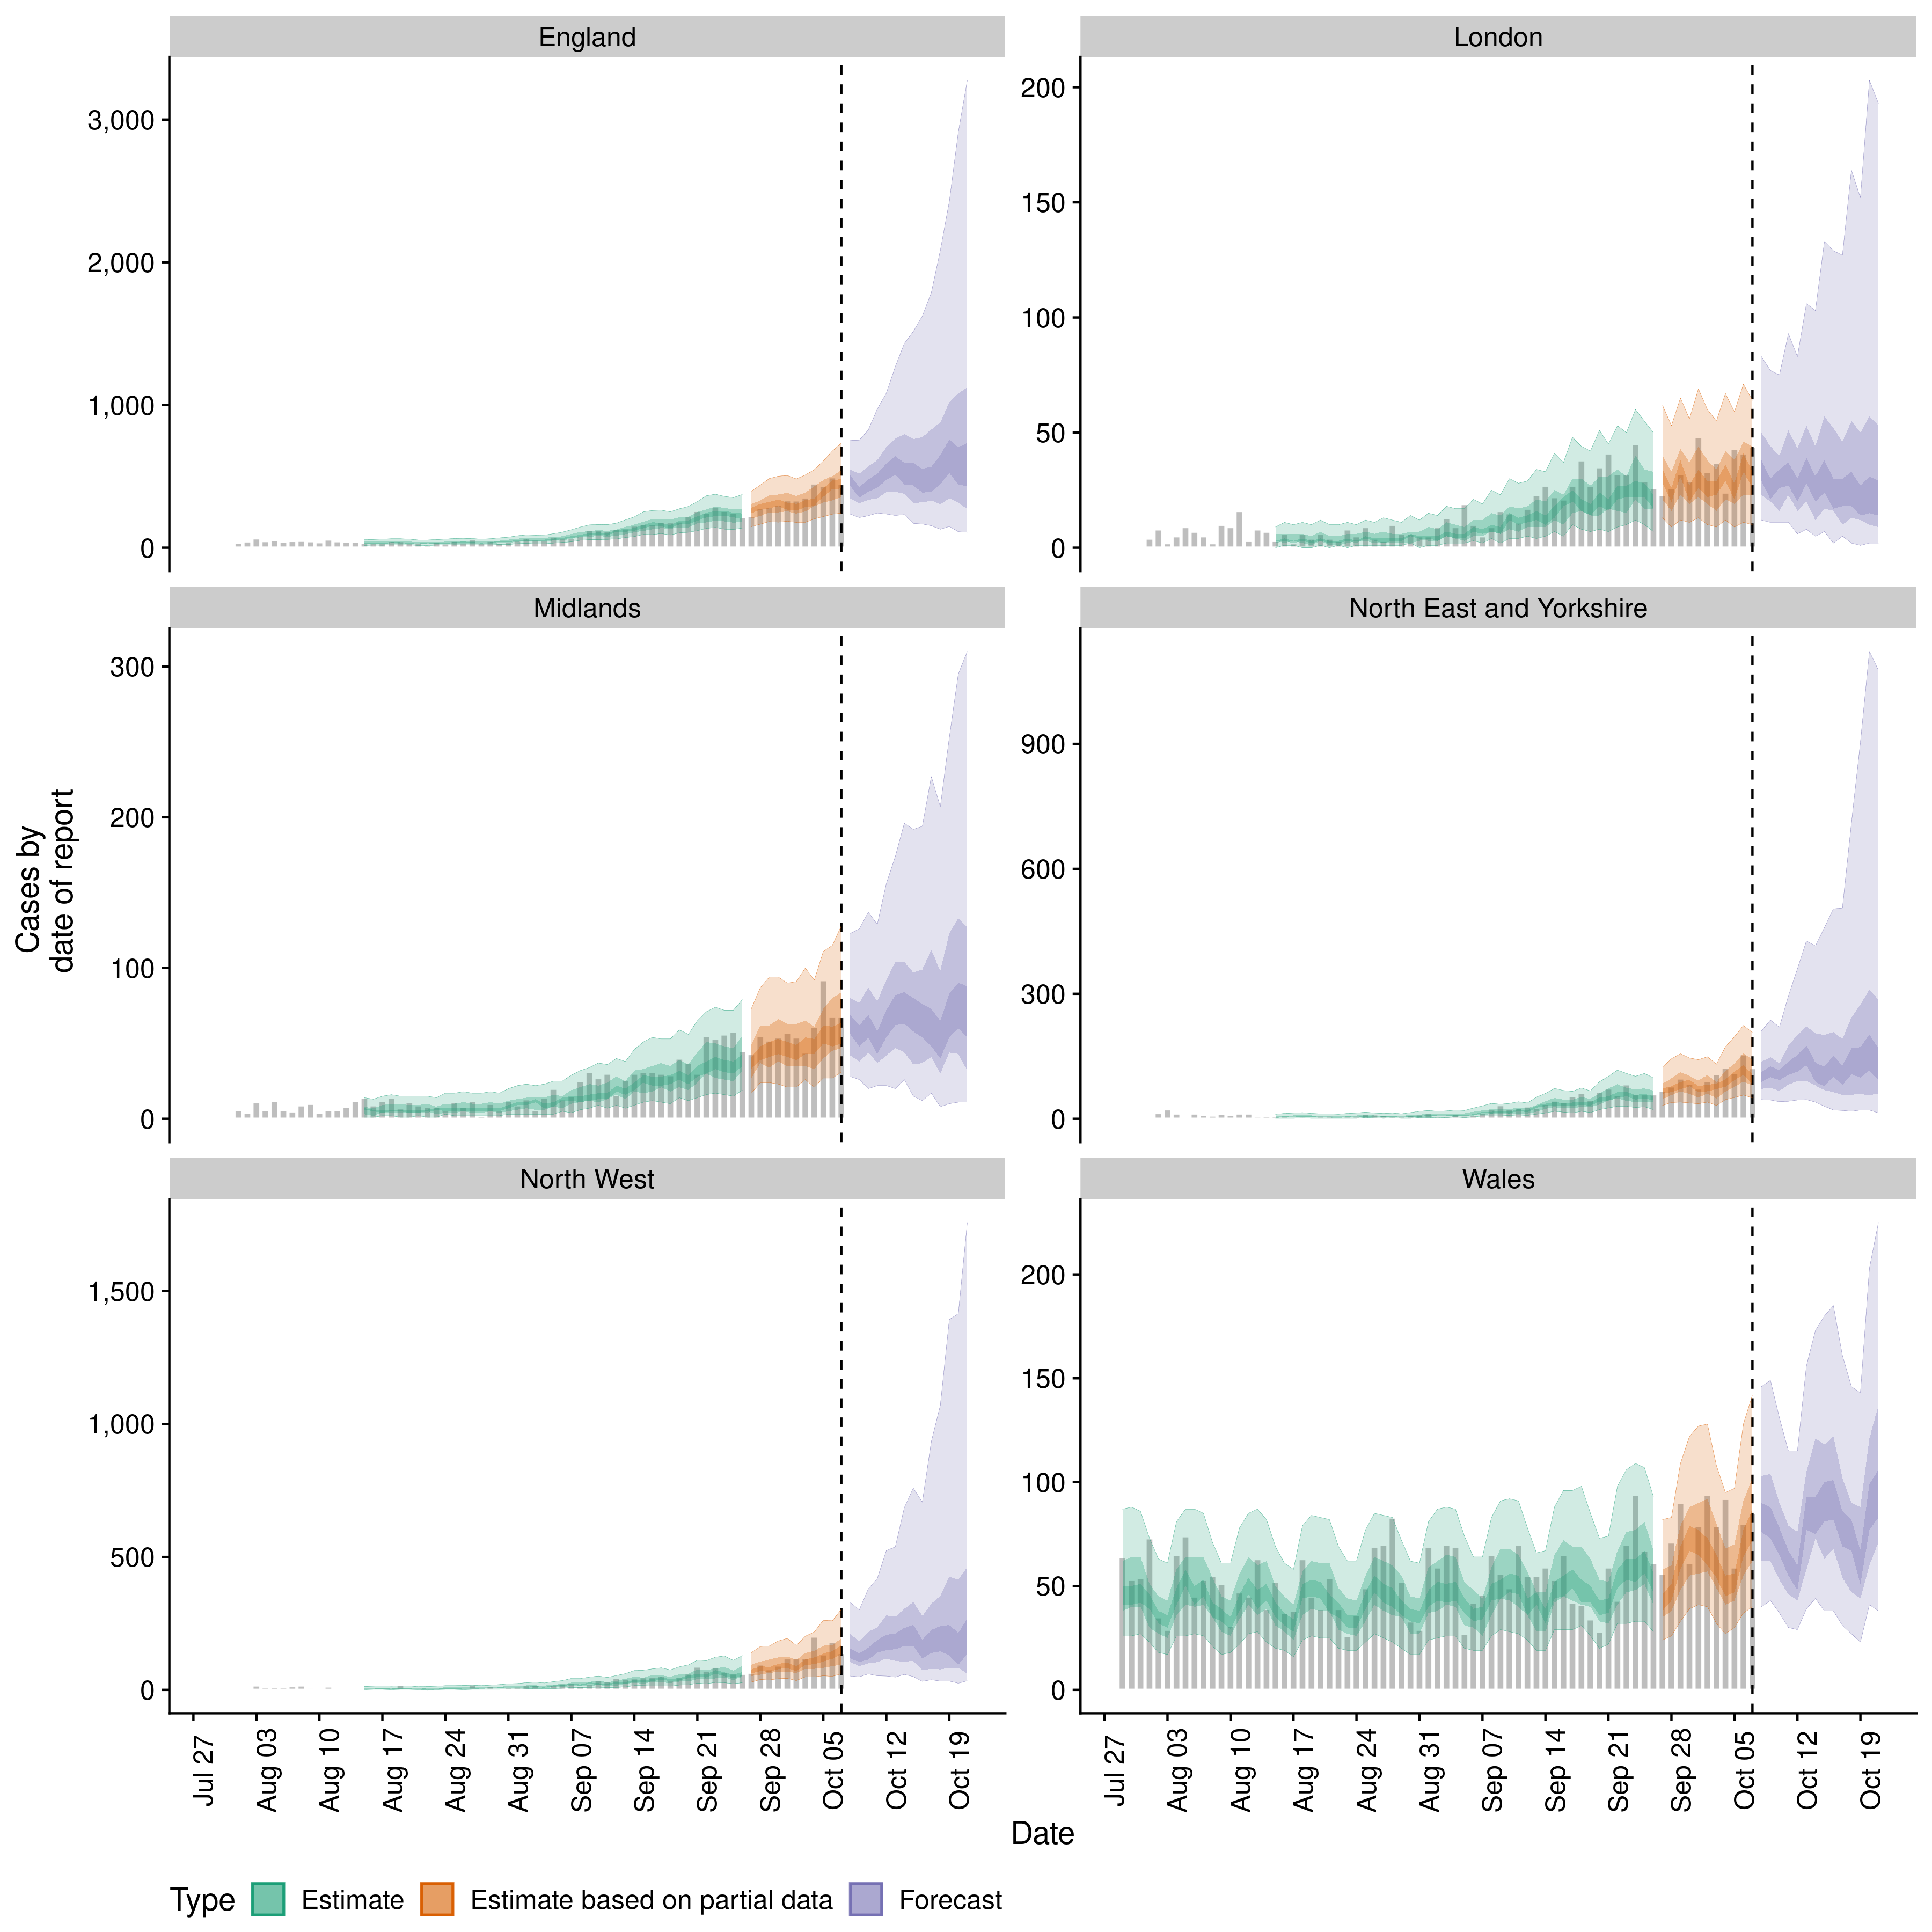 England
London
3,000
2,000
1,000
0
200
150
100
50
0
Midlands
North East and Yorkshire
300
200
100
0
900
600
300
0
Cases by
date of report
North West
Wales
1,500
1,000
500
0
200
150
100
50
0
Jul 27
Aug 03
Aug 10
Aug 17
Aug 24
Aug 31
Sep 07
Sep 14
Sep 21
Sep 28
Oct 05
Oct 12
Oct 19
Jul 27
Aug 03
Aug 10
Aug 17
Aug 24
Aug 31
Sep 07
Sep 14
Sep 21
Sep 28
Oct 05
Oct 12
Oct 19
Date
Type Estimate Estimate based on partial data Forecast